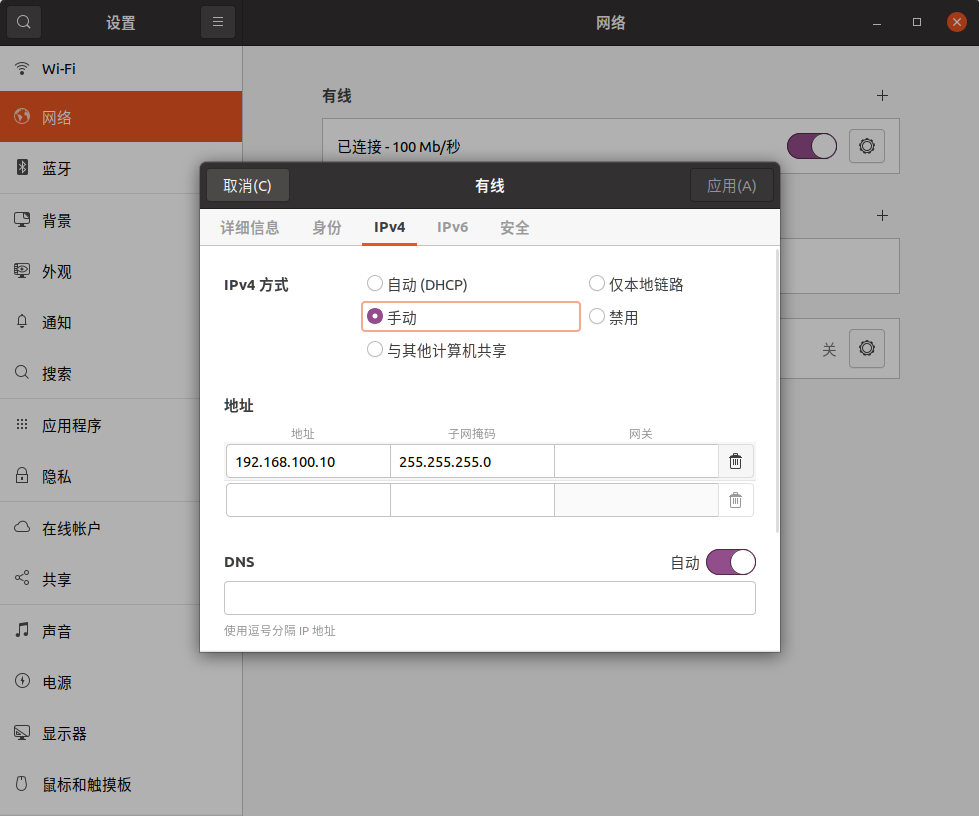 设置
网络
Wi-Fi
网络
蓝牙
背景
外观
通知
搜索
应用程序
隐私
在线帐户
共享
声音
电源
显示器
鼠标和触摸板
有线
已连接 - 100 Mb/秒
关
取消(C)
有线
应用(A)
详细信息 身份 IPv4 IPv6 安全
IPv4 方式 自动 (DHCP) 仅本地链路
手动 禁用
与其他计算机共享
地址
地址 子网掩码 网关
192.168.100.10 255.255.255.0
DNS 自动
使用逗号分隔 IP 地址